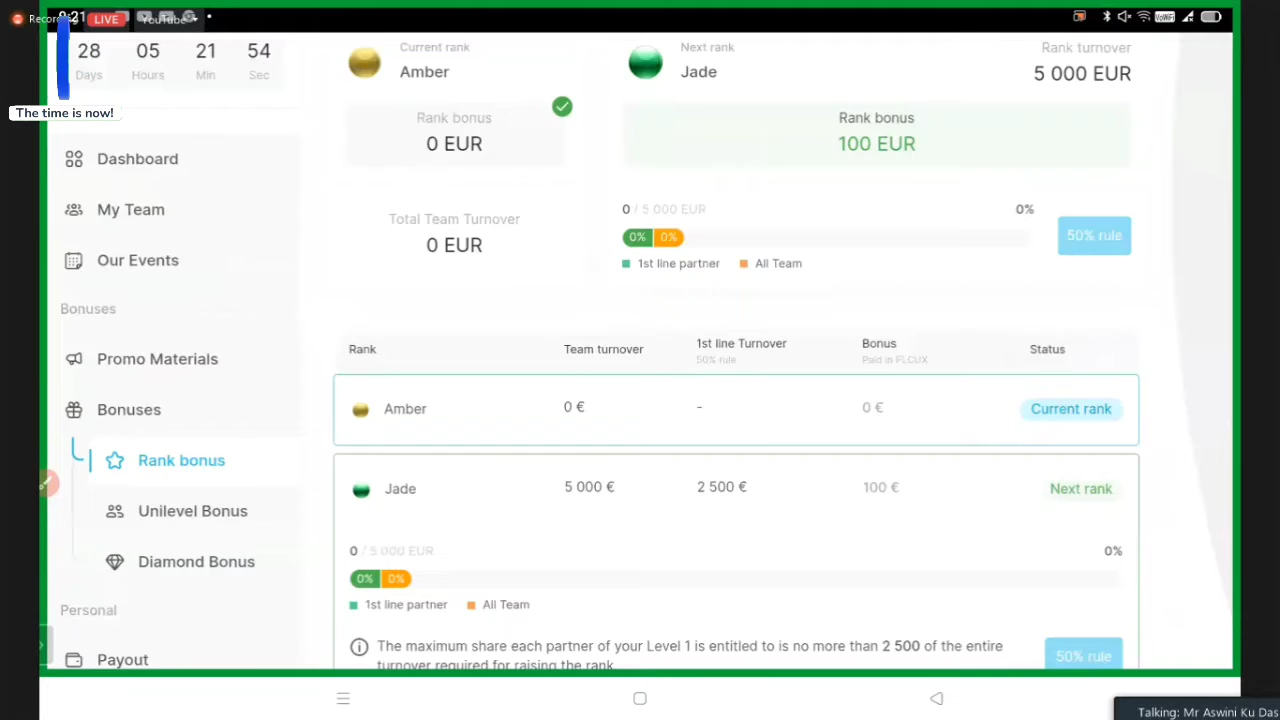 8:21
LIVE
YouTube
VoWiFi
28 05 21 54
Days Hours Min Sec
The time is now!
Dashboard
My Team
Our Events
Bonuses
Promo Materials
Bonuses
Rank bonus
Unilevel Bonus
Diamond Bonus
Personal
Payout
Current rank
Amber
Rank bonus
0 EUR
Total Team Turnover
0 EUR
Next rank
Jade
Rank turnover
5 000 EUR
Rank bonus
100 EUR
0 / 5 000 EUR 0%
0% 0%
50% rule
1st line partner All Team
Rank Team turnover 1st line Turnover Bonus Status
50% rule Paid in FLCUX
Amber 0 € - 0 € Current rank
Jade 5 000 € 2 500 € 100 € Next rank
0 / 5 000 EUR 0%
0% 0%
1st line partner All Team
The maximum share each partner of your Level 1 is entitled to is no more than 2 500 of the entire
turnover required for raising the rank
50% rule
Talking: Mr Aswini Ku Das